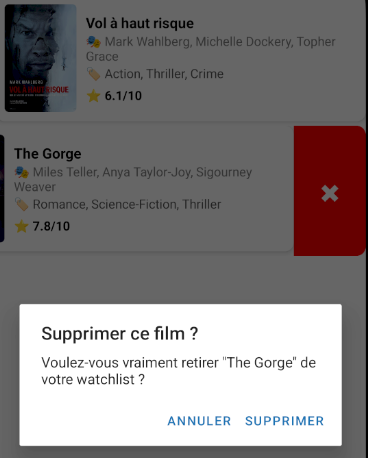 Vol à haut risque
🎭 Mark Wahlberg, Michelle Dockery, Topher
Grace
🏷️ Action, Thriller, Crime
⭐ 6.1/10
MARK WAHLBERG
VOL À HAUT RISQUE
The Gorge
🎭 Miles Teller, Anya Taylor-Joy, Sigourney
Weaver
🏷️ Romance, Science-Fiction, Thriller
⭐ 7.8/10
✖
Supprimer ce film ?
Voulez-vous vraiment retirer "The Gorge" de
votre watchlist ?
ANNULER SUPPRIMER